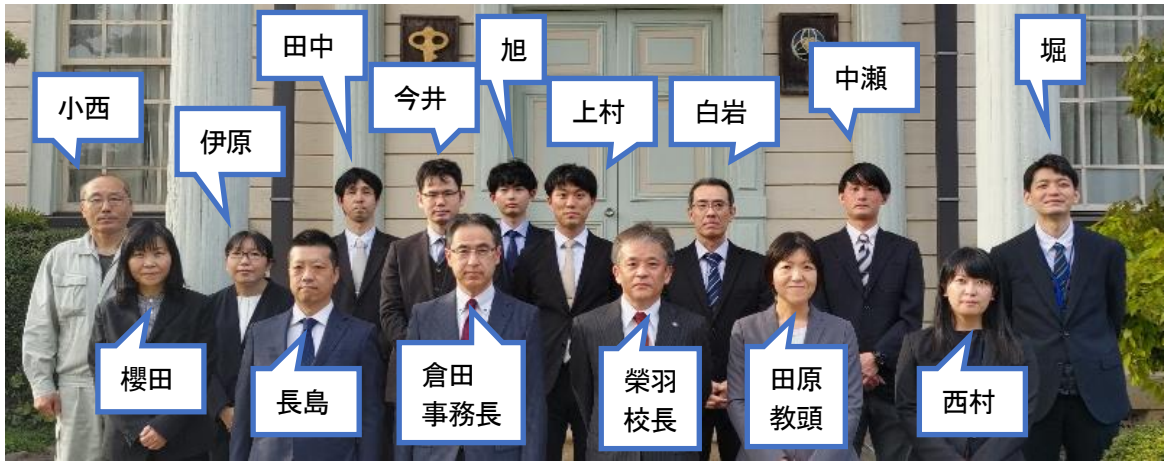 小西
伊原
田中
今井
旭
上村
白岩
中瀬
堀
櫻田
長島
倉田
事務長
榮羽
校長
田原
教頭
西村